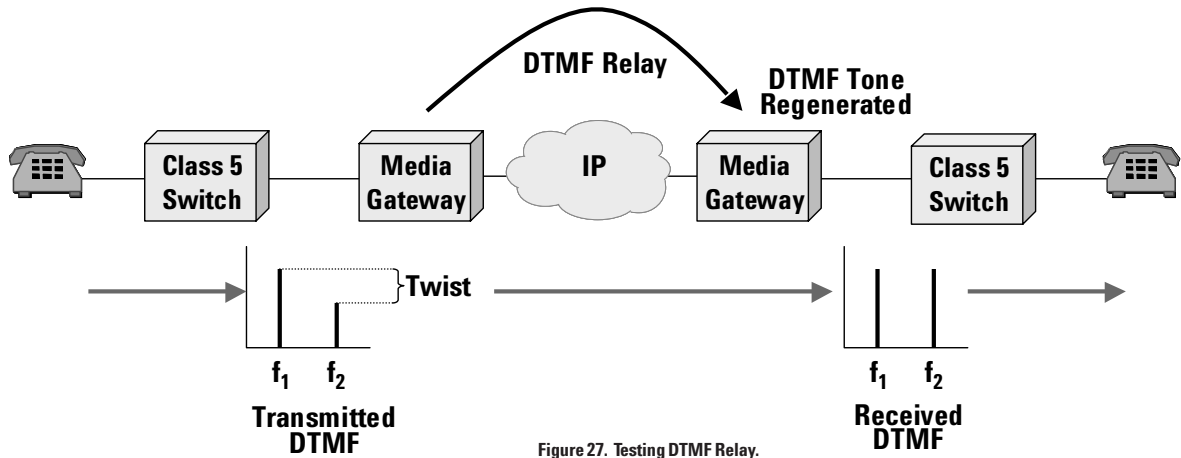 DTMF Relay
DTMF Tone
Regenerated
Class 5
Switch
Media
Gateway
IP
Media
Gateway
Class 5
Switch
Twist
f₁ f₂
Transmitted
DTMF
f₁ f₂
Received
DTMF
Figure 27. Testing DTMF Relay.